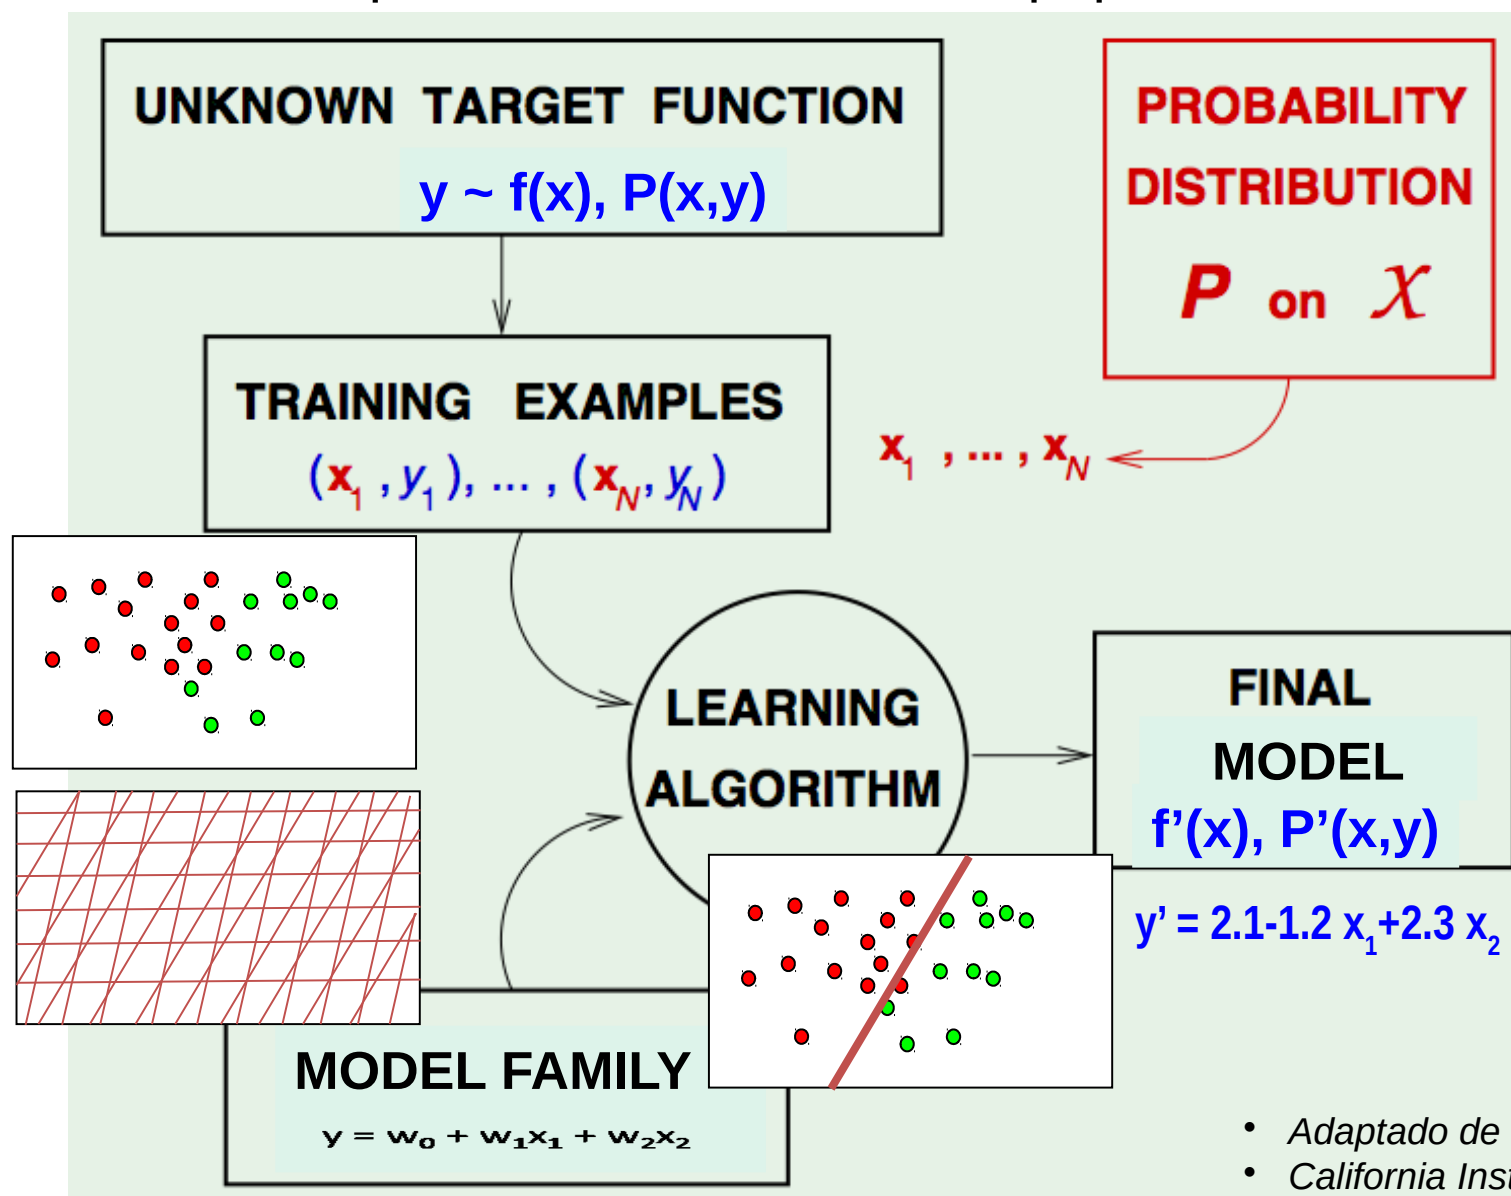 UNKNOWN TARGET FUNCTION
y ~ f(x), P(x,y)
PROBABILITY
DISTRIBUTION
P on X
TRAINING EXAMPLES
(x1 , y1 ), ... , (xN, yN )
x1 , ... , xN
LEARNING
ALGORITHM
FINAL
MODEL
f’(x), P’(x,y)
y’ = 2.1-1.2 x1+2.3 x2
MODEL FAMILY
y = w0 + w1x1 + w2x2
• Adaptado de
• California Inst